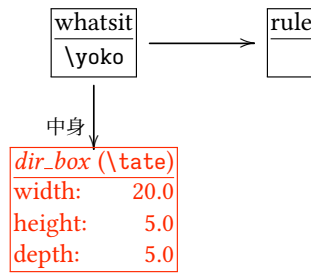 whatsit
\yoko
rule
中身
dir_box (\tate)
width: 20.0
height: 5.0
depth: 5.0